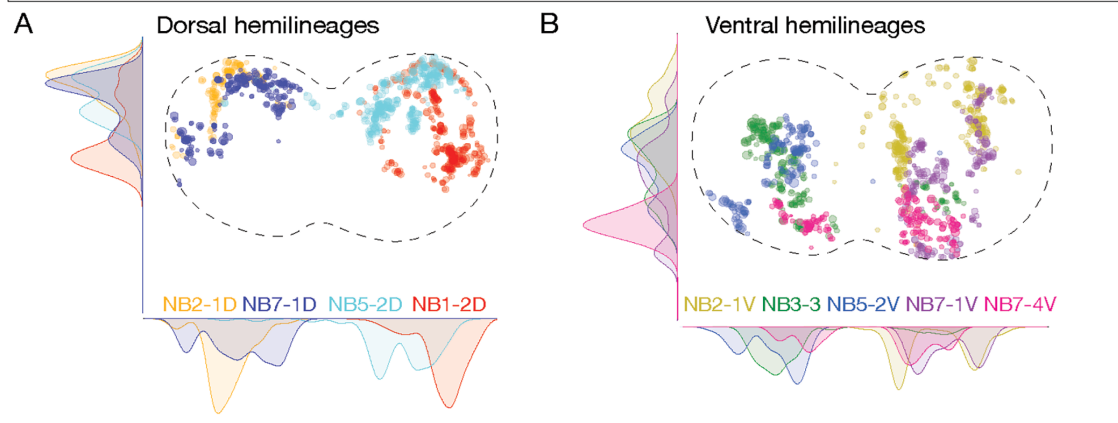 A Dorsal hemilineages
B Ventral hemilineages
NB2-1D NB7-1D NB5-2D NB1-2D
NB2-1V NB3-3 NB5-2V NB7-1V NB7-4V